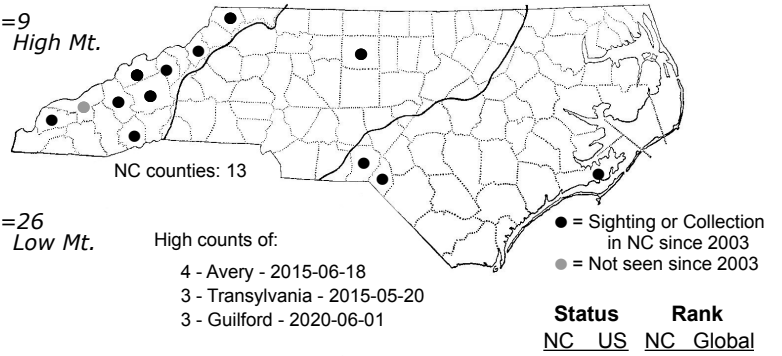 =9
High Mt.
NC counties: 13
=26
Low Mt.
High counts of:
4 - Avery - 2015-06-18
3 - Transylvania - 2015-05-20
3 - Guilford - 2020-06-01
● = Sighting or Collection
in NC since 2003
● = Not seen since 2003
Status Rank
NC US NC Global